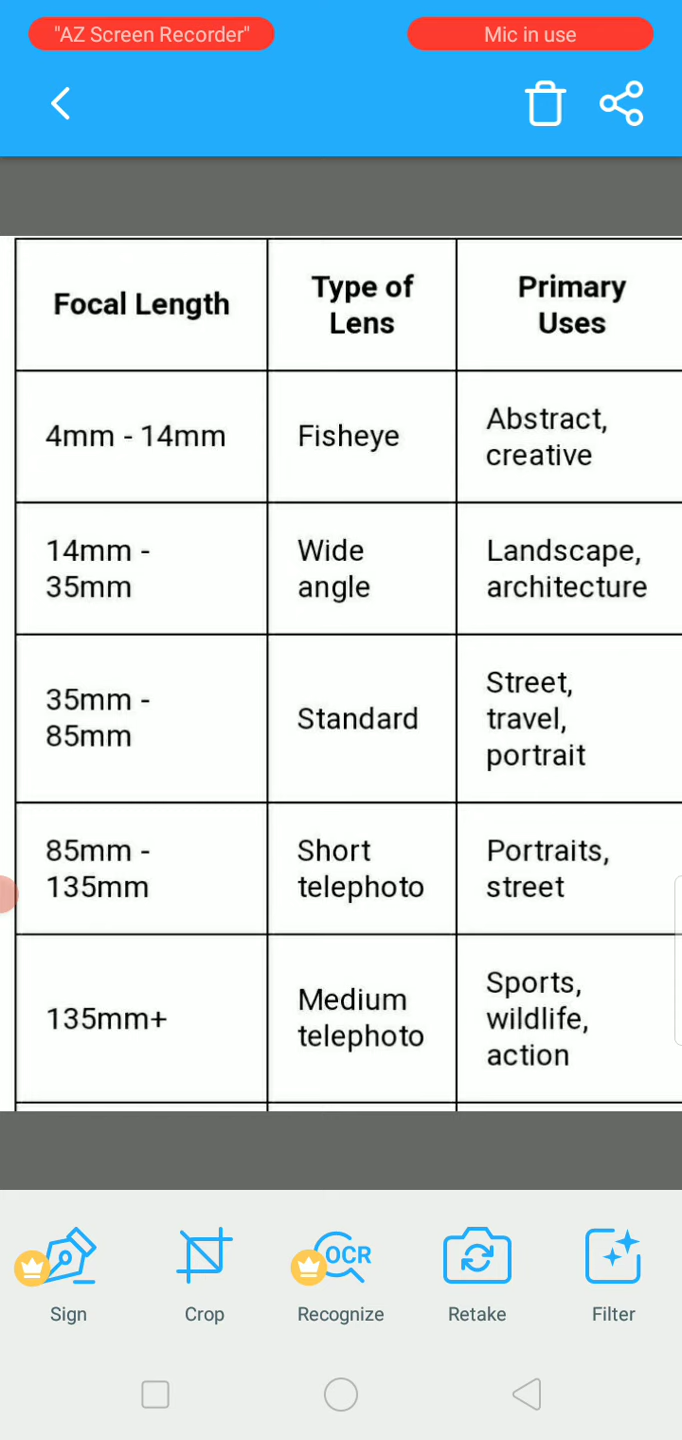 "AZ Screen Recorder"
Mic in use
Focal Length
Type of
Lens
Primary
Uses
4mm - 14mm
Fisheye
Abstract,
creative
14mm -
35mm
Wide
angle
Landscape,
architecture
35mm -
85mm
Standard
Street,
travel,
portrait
85mm -
135mm
Short
telephoto
Portraits,
street
135mm+
Medium
telephoto
Sports,
wildlife,
action
OCR
Sign
Crop
Recognize
Retake
Filter